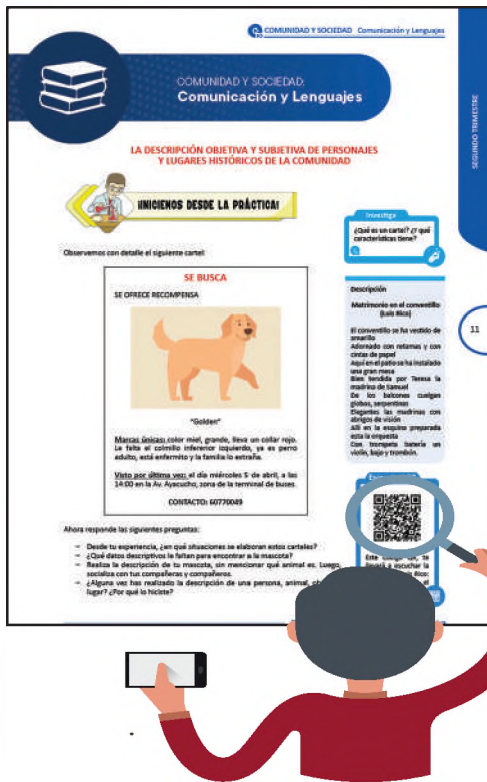 COMUNIDAD Y SOCIEDAD Comunicación y Lenguajes
COMUNIDAD Y SOCIEDAD:
Comunicación y Lenguajes
SEGUNDO TRIMESTRE
LA DESCRIPCIÓN OBJETIVA Y SUBJETIVA DE PERSONAJES
Y LUGARES HISTÓRICOS DE LA COMUNIDAD
¡INICIEMOS DESDE LA PRÁCTICA!
Observemos con detalle el siguiente cartel:
SE BUSCA
SE OFRECE RECOMPENSA
"Golden"
Marcas únicas: color miel, grande, lleva un collar rojo.
Le falta el colmillo inferior izquierdo, ya es perro
adulto, está enfermito y la familia lo extraña.
Visto por última vez: el día miércoles 5 de abril, a las
14:00 en la Av. Ayacucho, zona de la terminal de buses.
CONTACTO: 60770049
Ahora responde las siguientes preguntas:
– Desde tu experiencia, ¿en qué situaciones se elaboran estos carteles?
– ¿Qué datos descriptivos le faltan para encontrar a la mascota?
– Realiza la descripción de tu mascota, sin mencionar qué animal es. Luego,
socializa con tus compañeras y compañeros.
– ¿Alguna vez has realizado la descripción de una persona, animal,
lugar? ¿Por qué lo hiciste?
Investiga
¿Qué es un cartel? ¿Y qué
características tiene?
Descripción
Matrimonio en el conventillo
(Luis Rico)
El conventillo se ha vestido de
amarillo
Adornado con retamas y con
cintas de papel
Aquí en el patio se ha instalado
una gran mesa
Bien tendida por Teresa la
madrina de Samuel
De los balcones cuelgan
globos, serpentinas
Elegantes las madrinas con
abrigos de visión
Allí en la esquina preparada
esta la orquesta
Con trompeta batería un
violín, bajo y trombón.
11